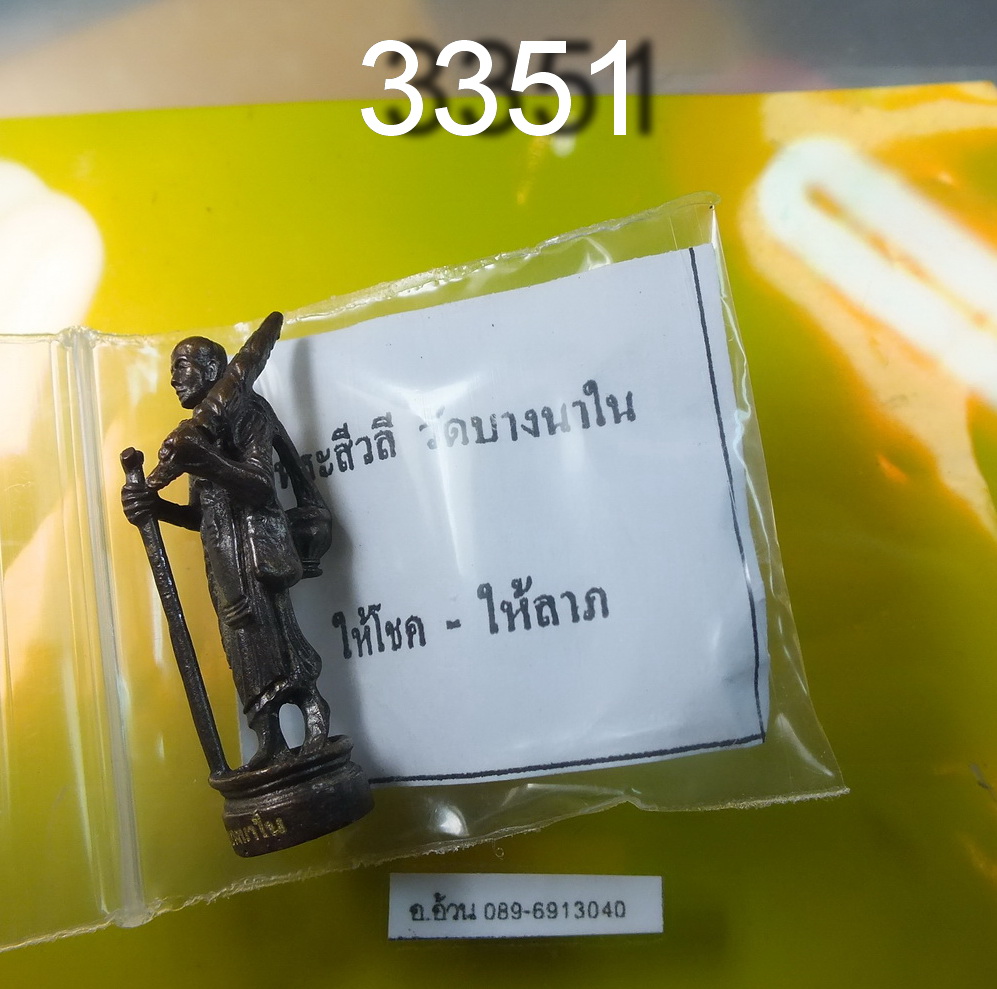 3351
พระสีวลี วัดบางนาใน
ให้โชค - ให้ลาภ
อ.อ้วน 089-6913040